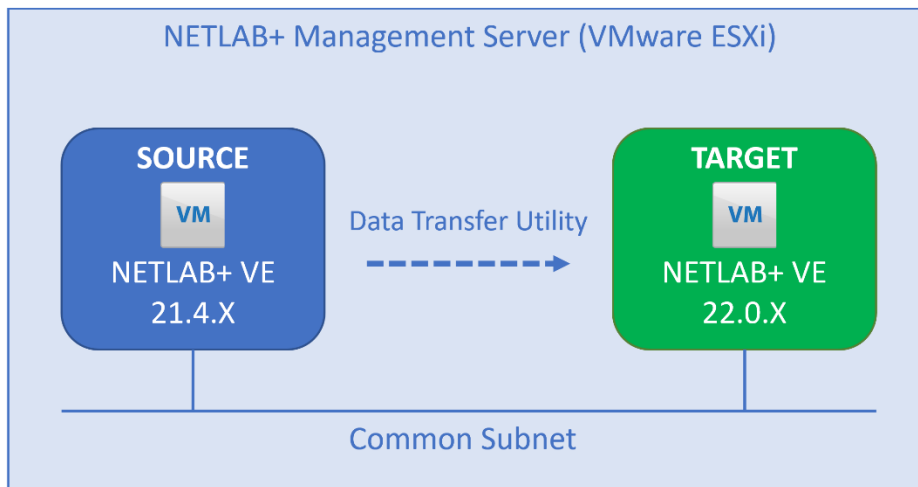 NETLAB+ Management Server (VMware ESXi)
SOURCE
VM
NETLAB+ VE
21.4.X
Data Transfer Utility
TARGET
VM
NETLAB+ VE
22.0.X
Common Subnet